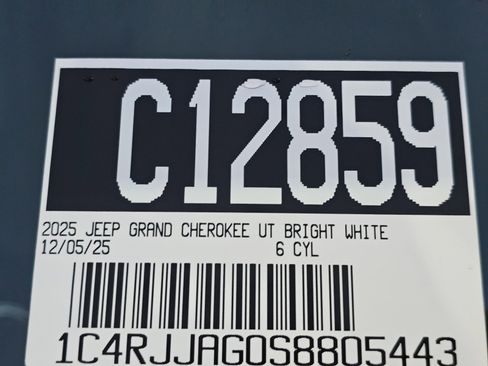 C12859
2025 JEEP GRAND CHEROKEE UT BRIGHT WHITE
12/05/25 6 CYL
1C4RJJAG0S8805443